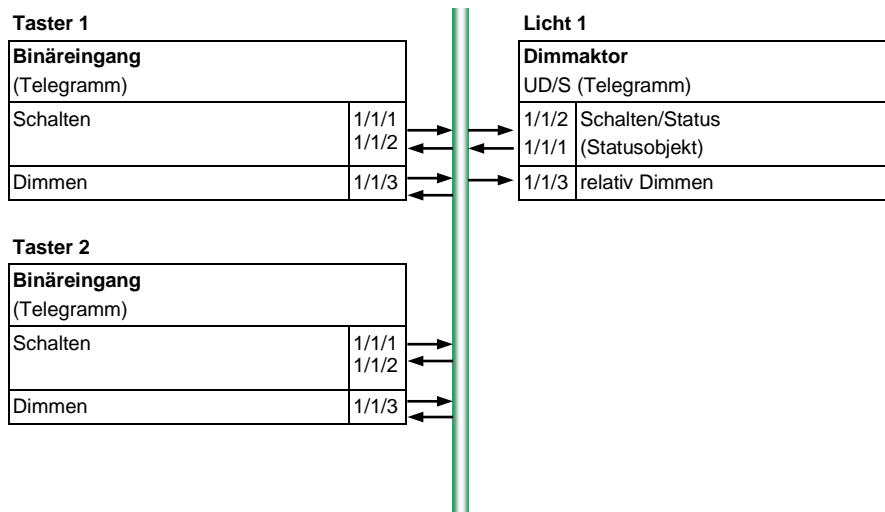 Taster 1
Binäreingang
(Telegramm)
Schalten 1/1/1
1/1/2
Dimmen 1/1/3
Licht 1
Dimmaktor
UD/S (Telegramm)
1/1/2 Schalten/Status
1/1/1 (Statusobjekt)
1/1/3 relativ Dimmen
Taster 2
Binäreingang
(Telegramm)
Schalten 1/1/1
1/1/2
Dimmen 1/1/3